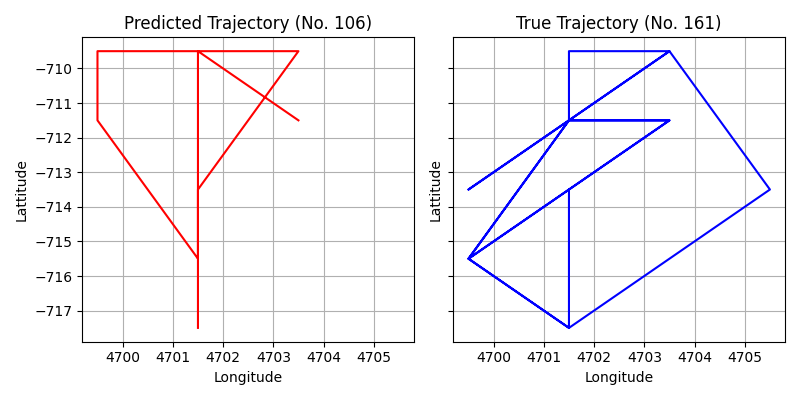 Predicted Trajectory (No. 106)
True Trajectory (No. 161)
−710
−711
−712
−713
−714
−715
−716
−717
Lattitude
Lattitude
4700 4701 4702 4703 4704 4705
4700 4701 4702 4703 4704 4705
Longitude
Longitude